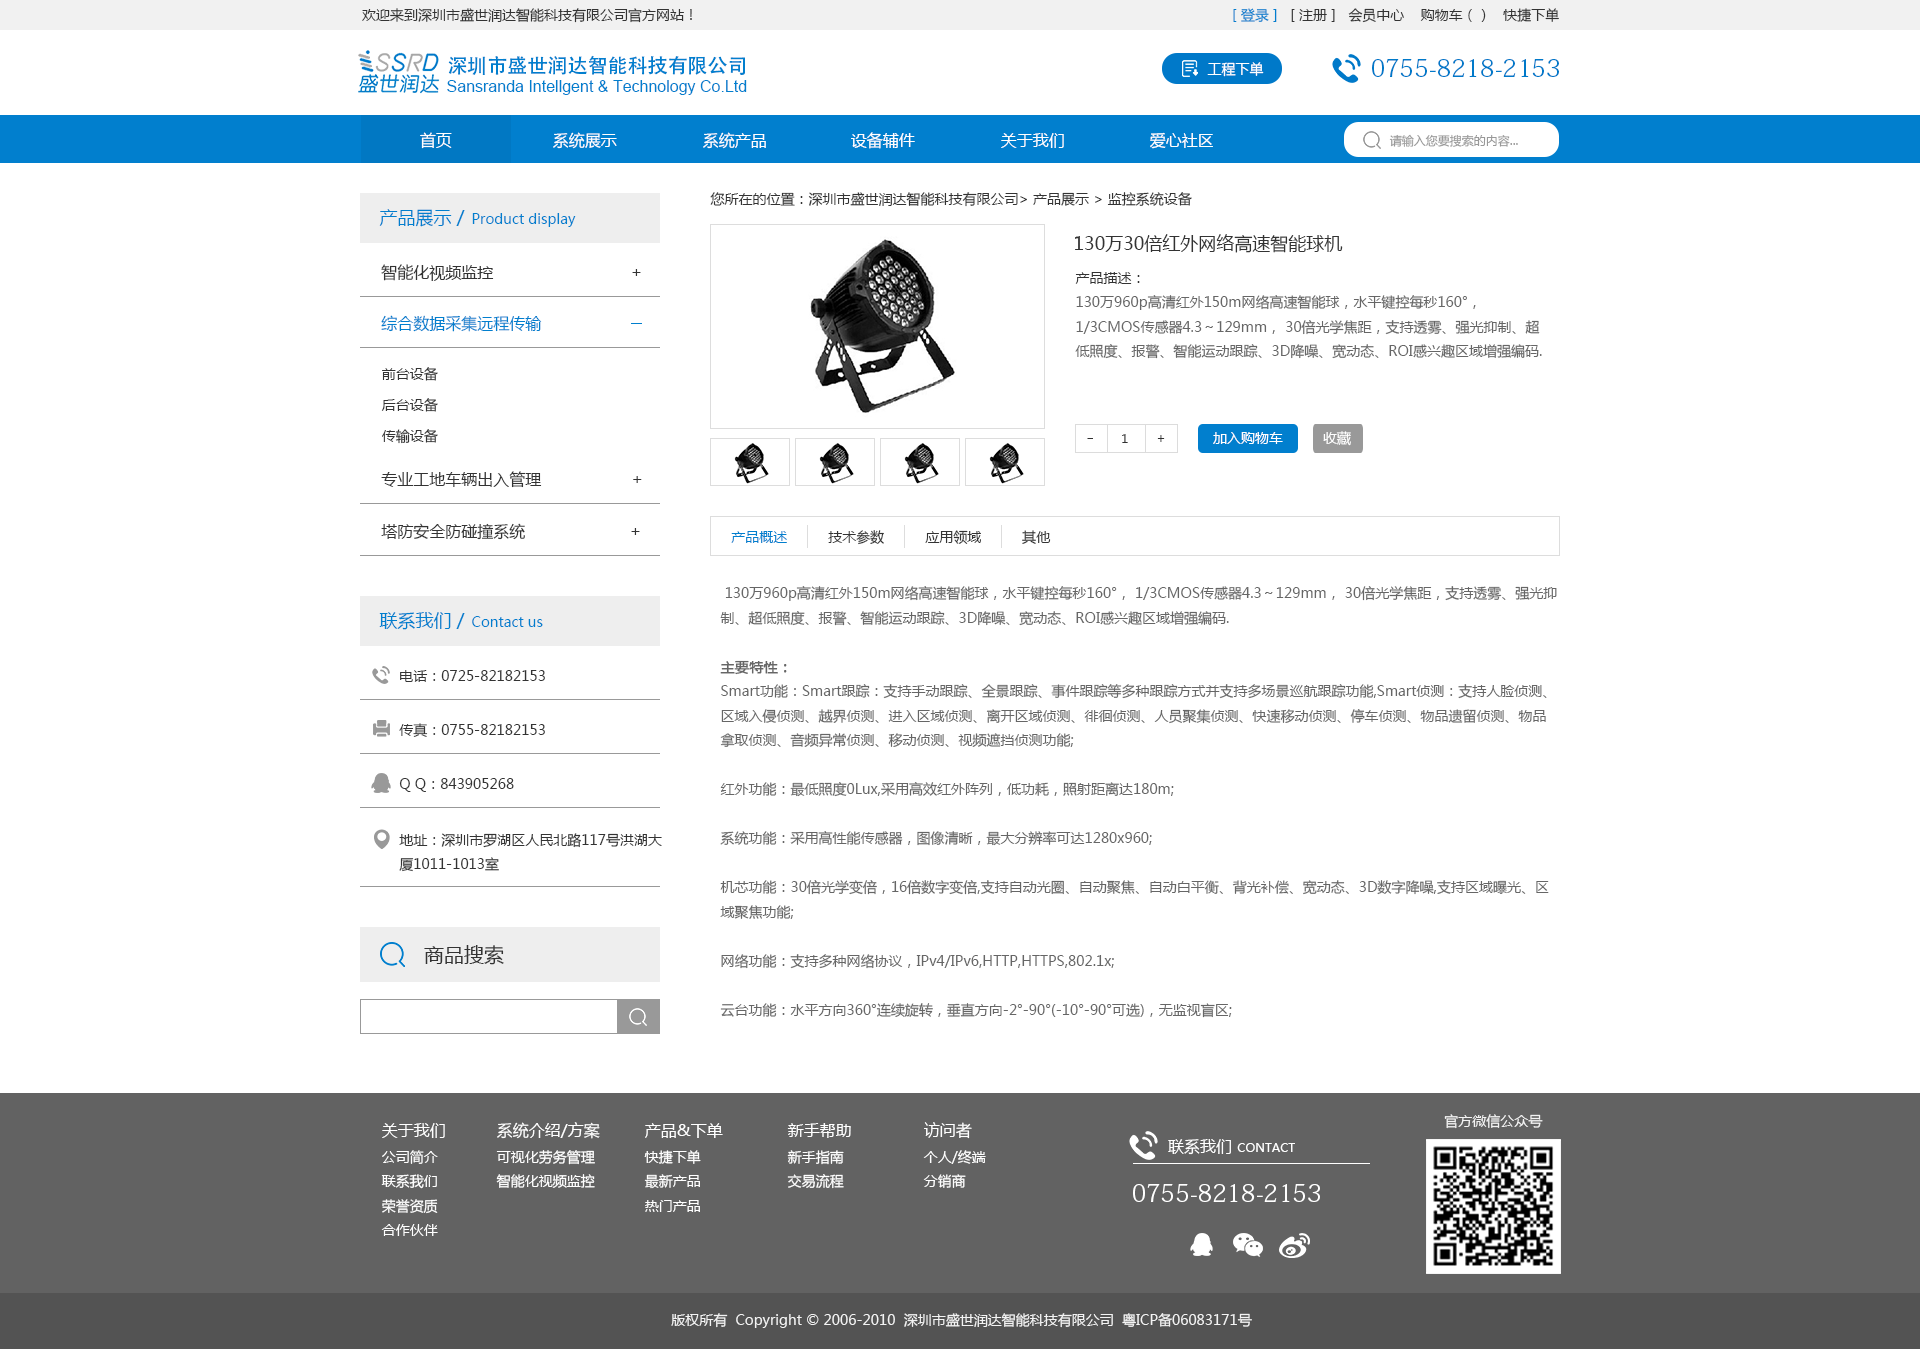 欢迎来到深圳市盛世润达智能科技有限公司官方网站！
[ 登录 ] [ 注册 ] 会员中心 购物车 ( ) 快捷下单
SSRD
盛世润达
深圳市盛世润达智能科技有限公司
Sansranda Intellgent & Technology Co.Ltd
工程下单
0755-8218-2153
首页 系统展示 系统产品 设备辅件 关于我们 爱心社区
请输入您要搜索的内容...
产品展示 / Product display
智能化视频监控 +
综合数据采集远程传输 —
前台设备
后台设备
传输设备
专业工地车辆出入管理 +
塔防安全防碰撞系统 +
联系我们 / Contact us
电话：0725-82182153
传真：0755-82182153
Q Q：843905268
地址：深圳市罗湖区人民北路117号洪湖大
厦1011-1013室
商品搜索
您所在的位置：深圳市盛世润达智能科技有限公司> 产品展示 > 监控系统设备
130万30倍红外网络高速智能球机
产品描述：
130万960p高清红外150m网络高速智能球，水平键控每秒160°，
1/3CMOS传感器4.3～129mm， 30倍光学焦距，支持透雾、强光抑制、超
低照度、报警、智能运动跟踪、3D降噪、宽动态、ROI感兴趣区域增强编码.
- 1 +
加入购物车
收藏
产品概述 技术参数 应用领域 其他
130万960p高清红外150m网络高速智能球，水平键控每秒160°， 1/3CMOS传感器4.3～129mm， 30倍光学焦距，支持透雾、强光抑
制、超低照度、报警、智能运动跟踪、3D降噪、宽动态、ROI感兴趣区域增强编码.
主要特性：
Smart功能：Smart跟踪：支持手动跟踪、全景跟踪、事件跟踪等多种跟踪方式并支持多场景巡航跟踪功能,Smart侦测：支持人脸侦测、
区域入侵侦测、越界侦测、进入区域侦测、离开区域侦测、徘徊侦测、人员聚集侦测、快速移动侦测、停车侦测、物品遗留侦测、物品
拿取侦测、音频异常侦测、移动侦测、视频遮挡侦测功能;
红外功能：最低照度0Lux,采用高效红外阵列，低功耗，照射距离达180m;
系统功能：采用高性能传感器，图像清晰，最大分辨率可达1280x960;
机芯功能：30倍光学变倍，16倍数字变倍,支持自动光圈、自动聚焦、自动白平衡、背光补偿、宽动态、3D数字降噪,支持区域曝光、区
域聚焦功能;
网络功能：支持多种网络协议，IPv4/IPv6,HTTP,HTTPS,802.1x;
云台功能：水平方向360°连续旋转，垂直方向-2°-90°(-10°-90°可选)，无监视盲区;
关于我们
公司简介
联系我们
荣誉资质
合作伙伴
系统介绍/方案
可视化劳务管理
智能化视频监控
产品&下单
快捷下单
最新产品
热门产品
新手帮助
新手指南
交易流程
访问者
个人/终端
分销商
联系我们 CONTACT
0755-8218-2153
官方微信公众号
版权所有 Copyright © 2006-2010 深圳市盛世润达智能科技有限公司 粤ICP备06083171号